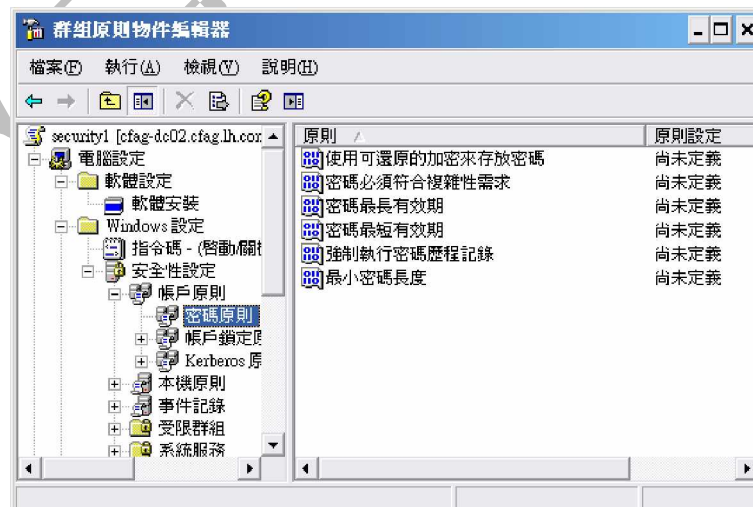 群組原則物件編輯器
檔案(F) 執行(A) 檢視(V) 說明(H)
security1 [cfag-dc02.cfag.lh.com
電腦設定
軟體設定
軟體安裝
Windows 設定
指令碼 - (啓動/關機
安全性設定
帳戶原則
密碼原則
帳戶鎖定原
Kerberos 原
本機原則
事件記錄
受限群組
系統服務
原則 原則設定
使用可還原的加密來存放密碼 尚未定義
密碼必須符合複雜性需求 尚未定義
密碼最長有效期 尚未定義
密碼最短有效期 尚未定義
強制執行密碼歷程記錄 尚未定義
最小密碼長度 尚未定義